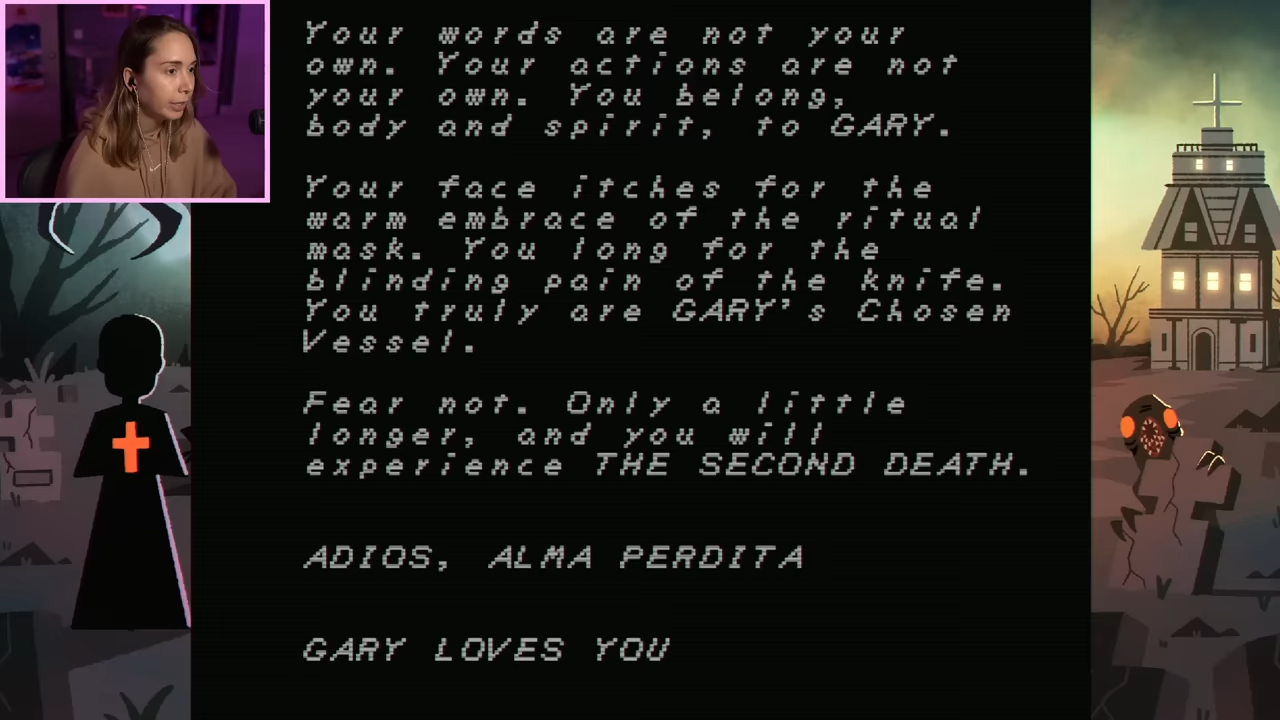 Your words are not your
own. Your actions are not
your own. You belong,
body and spirit, to GARY.
Your face itches for the
warm embrace of the ritual
mask. You long for the
blinding pain of the knife.
You truly are GARY's Chosen
Vessel.
Fear not. Only a little
longer, and you will
experience THE SECOND DEATH.
ADIOS, ALMA PERDITA
GARY LOVES YOU